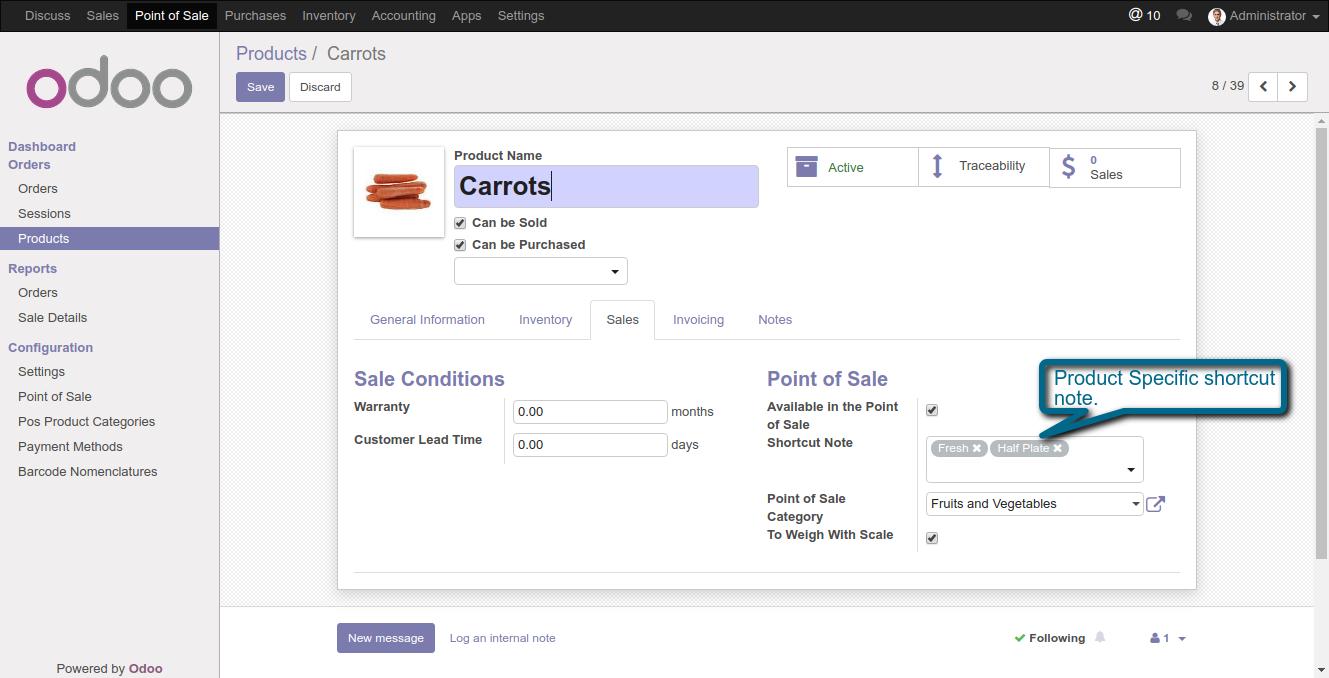 Discuss Sales Point of Sale Purchases Inventory Accounting Apps Settings @ 10 Administrator
odoo
Products / Carrots
Save Discard
8 / 39
Dashboard
Orders
Orders
Sessions
Products
Reports
Orders
Sale Details
Configuration
Settings
Point of Sale
Pos Product Categories
Payment Methods
Barcode Nomenclatures
Powered by Odoo
Product Name
Carrots
Can be Sold
Can be Purchased
Active
Traceability
$ 0
Sales
General Information Inventory Sales Invoicing Notes
Sale Conditions
Warranty 0.00 months
Customer Lead Time 0.00 days
Point of Sale
Available in the Point
of Sale
Shortcut Note Fresh Half Plate
Point of Sale
Category Fruits and Vegetables
To Weigh With Scale
Product Specific shortcut
note.
New message Log an internal note Following 1